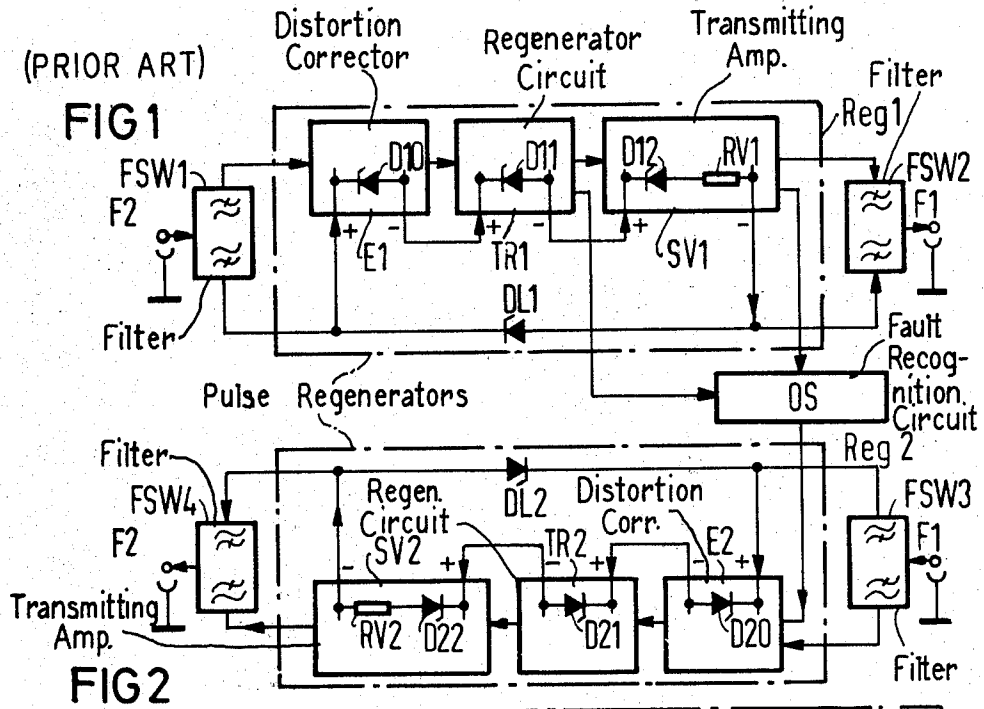 (PRIOR ART)
FIG1
Distortion
Corrector
Regenerator
Circuit
Transmitting
Amp.
Filter
Reg1
FSW1
F2
D10
D11
D12
RV1
FSW2
F1
+ -
E1
+ -
TR1
+ -
SV1
DL1
Filter
Fault
Recog-
nition.
Circuit
OS
Pulse Regenerators
Reg 2
Filter
FSW4
F2
DL2
Regen.
Circuit
SV2
Distortion
Corr.
FSW3
F1
TR2
E2
- +
- +
- +
RV2
D22
D21
D20
Transmitting
Amp.
Filter
FIG2